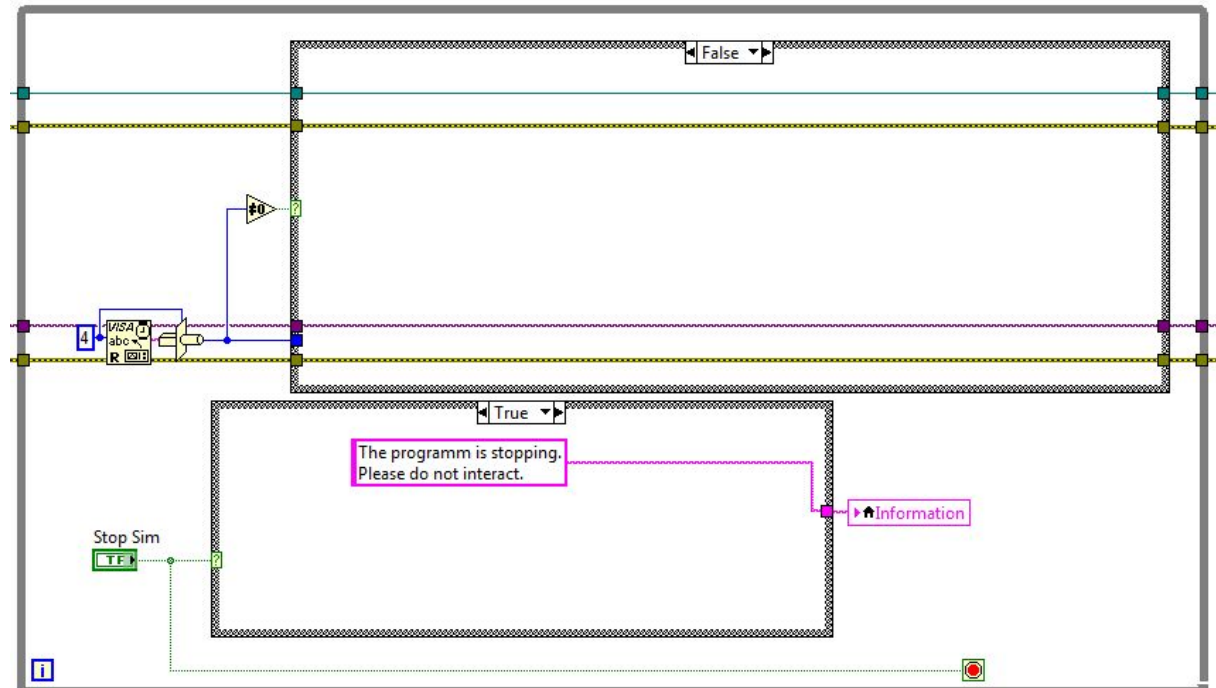 False
≠0
?
4
VISA
abc
R
True
The programm is stopping.
Please do not interact.
Information
Stop Sim
TF
?
i